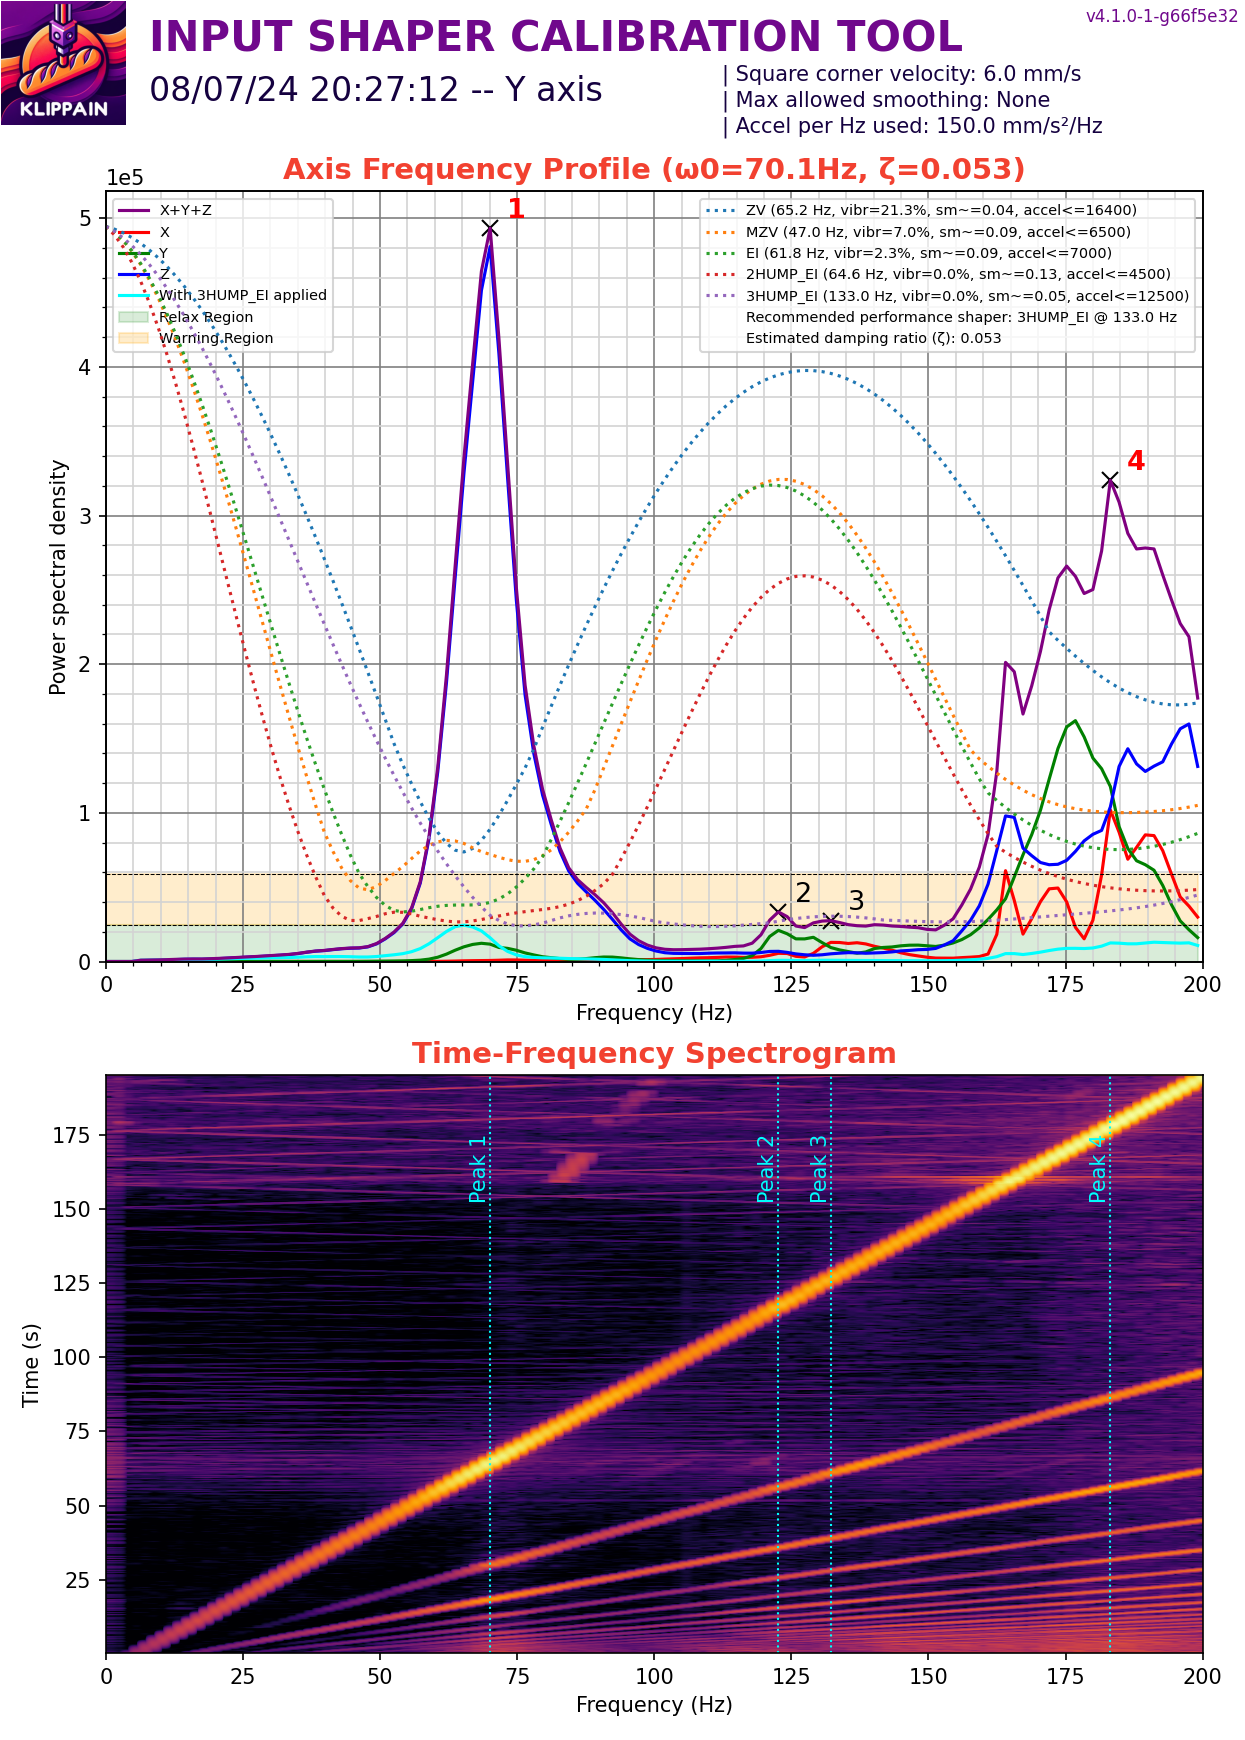 v4.1.0-1-g66f5e32
INPUT SHAPER CALIBRATION TOOL
KLIPPAIN
08/07/24 20:27:12 -- Y axis
| Square corner velocity: 6.0 mm/s
| Max allowed smoothing: None
| Accel per Hz used: 150.0 mm/s²/Hz
Axis Frequency Profile (ω0=70.1Hz, ζ=0.053)
1e5
X+Y+Z
X
Y
Z
With 3HUMP_EI applied
Relax Region
Warning Region
ZV (65.2 Hz, vibr=21.3%, sm~=0.04, accel<=16400)
MZV (47.0 Hz, vibr=7.0%, sm~=0.09, accel<=6500)
EI (61.8 Hz, vibr=2.3%, sm~=0.09, accel<=7000)
2HUMP_EI (64.6 Hz, vibr=0.0%, sm~=0.13, accel<=4500)
3HUMP_EI (133.0 Hz, vibr=0.0%, sm~=0.05, accel<=12500)
Recommended performance shaper: 3HUMP_EI @ 133.0 Hz
Estimated damping ratio (ζ): 0.053
1
2
3
4
5
4
3
2
1
0
Power spectral density
0 25 50 75 100 125 150 175 200
Frequency (Hz)
Time-Frequency Spectrogram
Peak 1
Peak 2
Peak 3
Peak 4
175
150
125
100
75
50
25
Time (s)
0 25 50 75 100 125 150 175 200
Frequency (Hz)